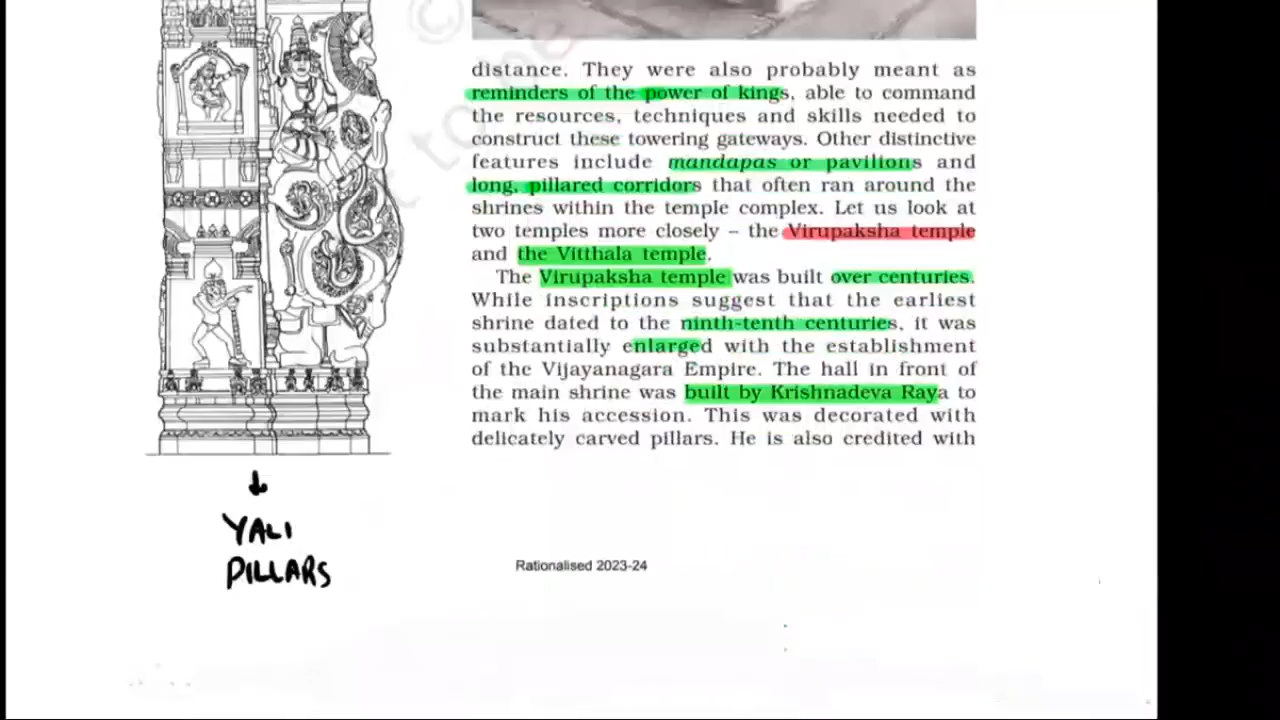 distance. They were also probably meant as
reminders of the power of kings, able to command
the resources, techniques and skills needed to
construct these towering gateways. Other distinctive
features include mandapas or pavilions and
long, pillared corridors that often ran around the
shrines within the temple complex. Let us look at
two temples more closely – the Virupaksha temple
and the Vitthala temple.
The Virupaksha temple was built over centuries.
While inscriptions suggest that the earliest
shrine dated to the ninth-tenth centuries, it was
substantially enlarged with the establishment
of the Vijayanagara Empire. The hall in front of
the main shrine was built by Krishnadeva Raya to
mark his accession. This was decorated with
delicately carved pillars. He is also credited with
YALI
PILLARS
Rationalised 2023-24